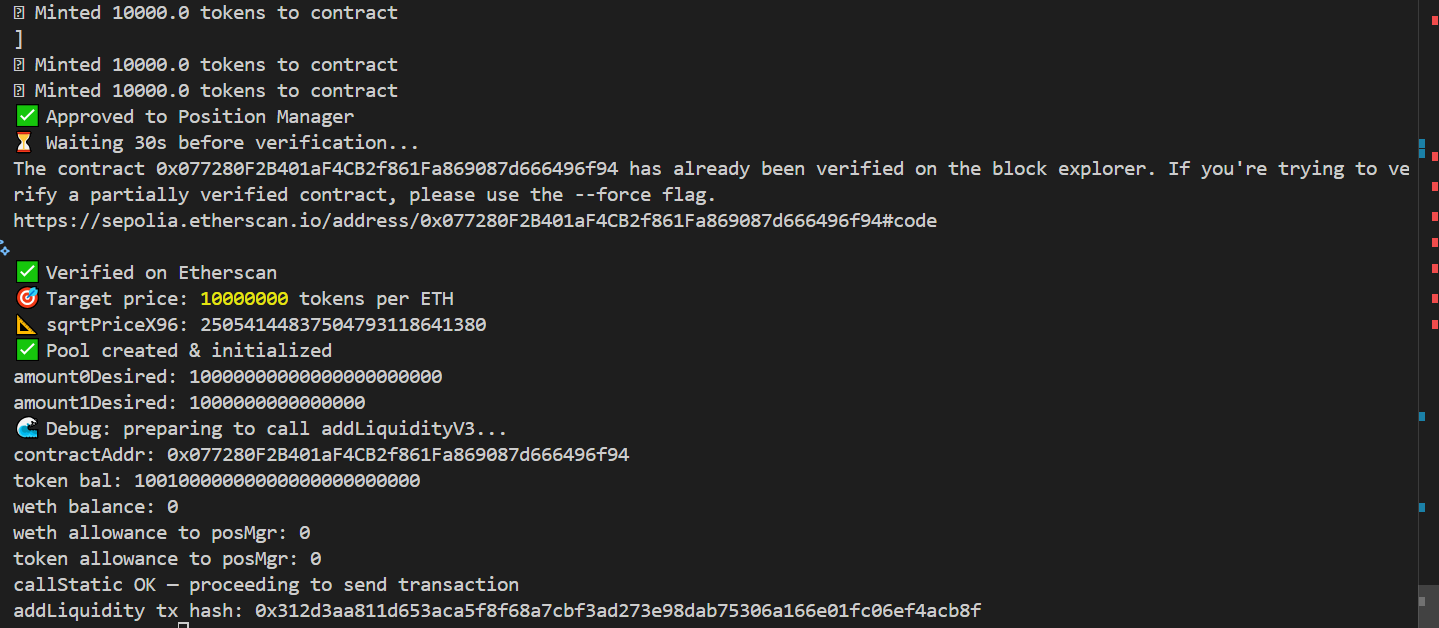 Minted 10000.0 tokens to contract
]
Minted 10000.0 tokens to contract
Minted 10000.0 tokens to contract
✅ Approved to Position Manager
⏳ Waiting 30s before verification...
The contract 0x077280F2B401aF4CB2f861Fa869087d666496f94 has already been verified on the block explorer. If you're trying to ve
rify a partially verified contract, please use the --force flag.
https://sepolia.etherscan.io/address/0x077280F2B401aF4CB2f861Fa869087d666496f94#code
✅ Verified on Etherscan
🎯 Target price: 10000000 tokens per ETH
📐 sqrtPriceX96: 25054144837504793118641380
✅ Pool created & initialized
amount0Desired: 10000000000000000000000
amount1Desired: 1000000000000000
🌊 Debug: preparing to call addLiquidityV3...
contractAddr: 0x077280F2B401aF4CB2f861Fa869087d666496f94
token bal: 10010000000000000000000000
weth balance: 0
weth allowance to posMgr: 0
token allowance to posMgr: 0
callStatic OK — proceeding to send transaction
addLiquidity tx hash: 0x312d3aa811d653aca5f8f68a7cbf3ad273e98dab75306a166e01fc06ef4acb8f